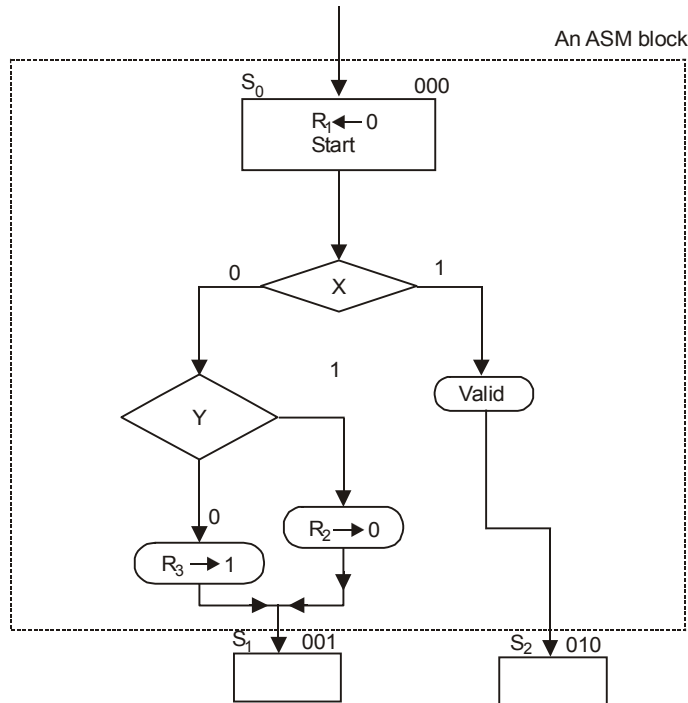 An ASM block
S₀ 000
R₁ ← 0
Start
0 X 1
1
Y
Valid
0
R₂ → 0
R₃ → 1
S₁ 001
S₂ 010